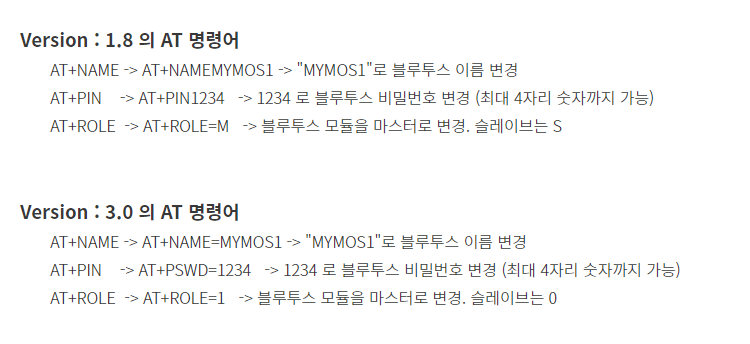 Version : 1.8 의 AT 명령어
AT+NAME -> AT+NAMEMYMOS1 -> "MYMOS1"로 블루투스 이름 변경
AT+PIN -> AT+PIN1234 -> 1234 로 블루투스 비밀번호 변경 (최대 4자리 숫자까지 가능)
AT+ROLE -> AT+ROLE=M -> 블루투스 모듈을 마스터로 변경. 슬레이브는 S
Version : 3.0 의 AT 명령어
AT+NAME -> AT+NAME=MYMOS1 -> "MYMOS1"로 블루투스 이름 변경
AT+PIN -> AT+PSWD=1234 -> 1234 로 블루투스 비밀번호 변경 (최대 4자리 숫자까지 가능)
AT+ROLE -> AT+ROLE=1 -> 블루투스 모듈을 마스터로 변경. 슬레이브는 0